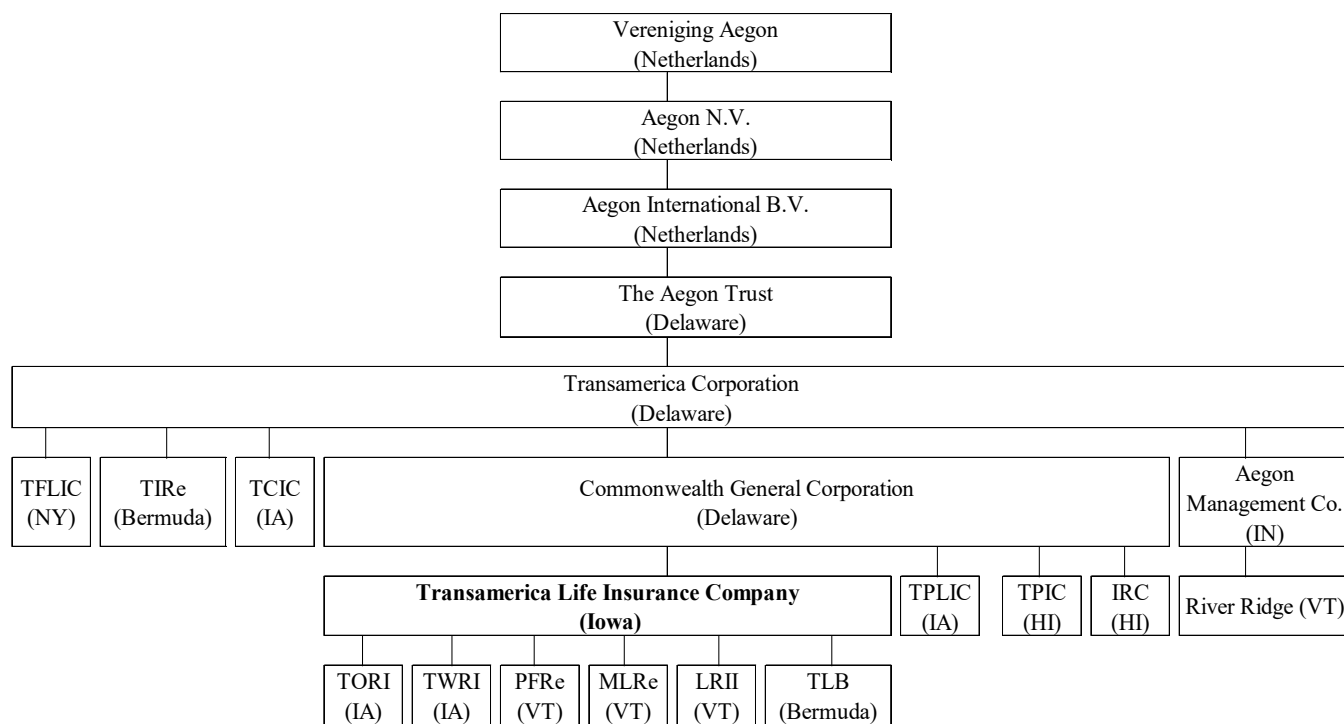 Vereniging Aegon
(Netherlands)
Aegon N.V.
(Netherlands)
Aegon International B.V.
(Netherlands)
The Aegon Trust
(Delaware)
Transamerica Corporation
(Delaware)
TFLIC
(NY)
TIRe
(Bermuda)
TCIC
(IA)
Commonwealth General Corporation
(Delaware)
Aegon
Management Co.
(IN)
Transamerica Life Insurance Company
(Iowa)
TPLIC
(IA)
TPIC
(HI)
IRC
(HI)
River Ridge (VT)
TORI
(IA)
TWRI
(IA)
PFRe
(VT)
MLRe
(VT)
LRII
(VT)
TLB
(Bermuda)